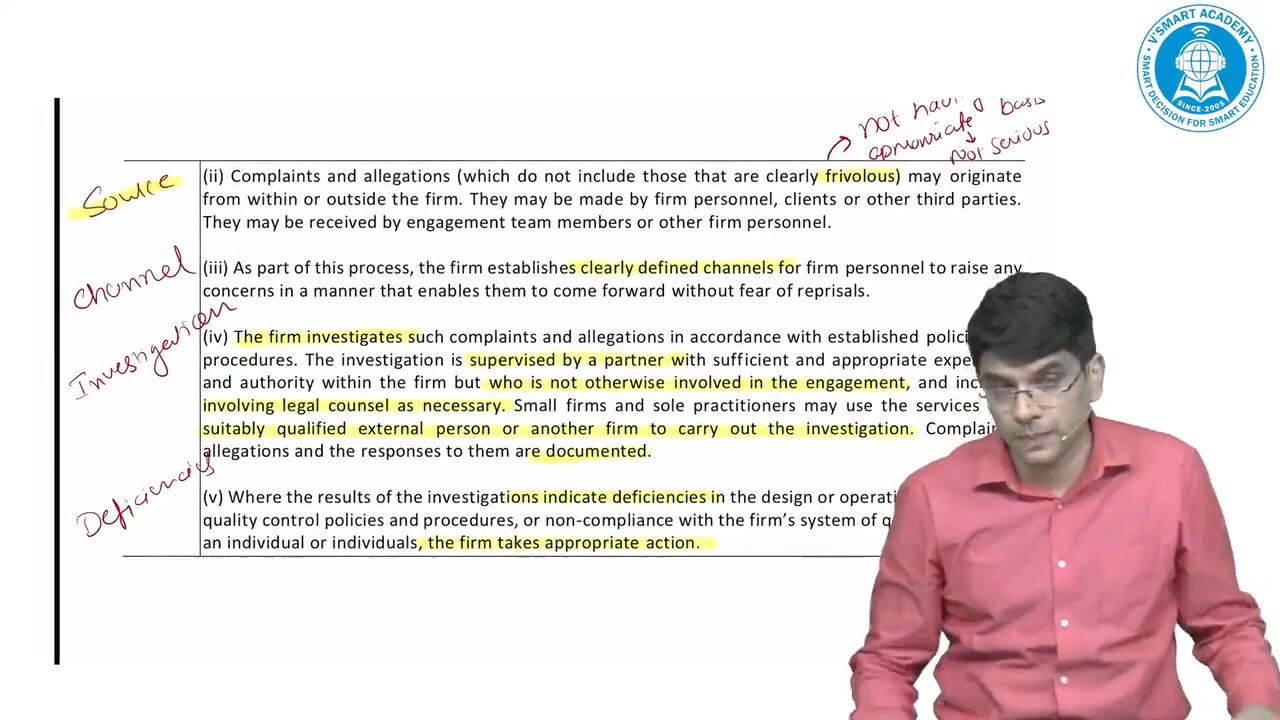 V'SMART ACADEMY
SINCE-2005
SMART DECISION FOR SMART EDUCATION
not having basis
appropriate
not serious
Source
(ii) Complaints and allegations (which do not include those that are clearly frivolous) may originate
from within or outside the firm. They may be made by firm personnel, clients or other third parties.
They may be received by engagement team members or other firm personnel.
Channel
(iii) As part of this process, the firm establishes clearly defined channels for firm personnel to raise any
concerns in a manner that enables them to come forward without fear of reprisals.
Investigation
(iv) The firm investigates such complaints and allegations in accordance with established
procedures. The investigation is supervised by a partner with sufficient and appropriate
and authority within the firm but who is not otherwise involved in the engagement, and
involving legal counsel as necessary. Small firms and sole practitioners may use the services
suitably qualified external person or another firm to carry out the investigation.
allegations and the responses to them are documented.
Deficiencies
(v) Where the results of the investigations indicate deficiencies in the design or
quality control policies and procedures, or non-compliance with the firm's system of
an individual or individuals, the firm takes appropriate action.